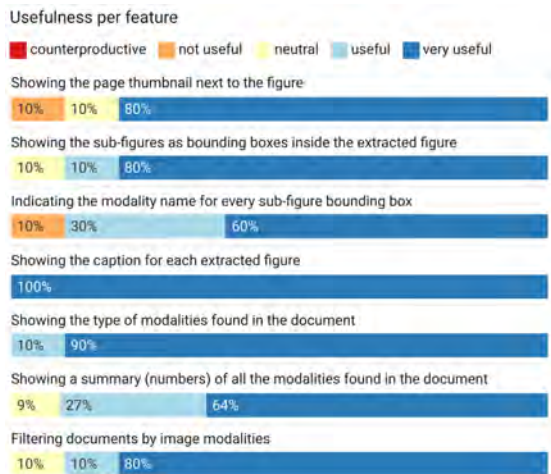 Usefulness per feature
counterproductive not useful neutral useful very useful
Showing the page thumbnail next to the figure
10% 10% 80%
Showing the sub-figures as bounding boxes inside the extracted figure
10% 10% 80%
Indicating the modality name for every sub-figure bounding box
10% 30% 60%
Showing the caption for each extracted figure
100%
Showing the type of modalities found in the document
10% 90%
Showing a summary (numbers) of all the modalities found in the document
9% 27% 64%
Filtering documents by image modalities
10% 10% 80%